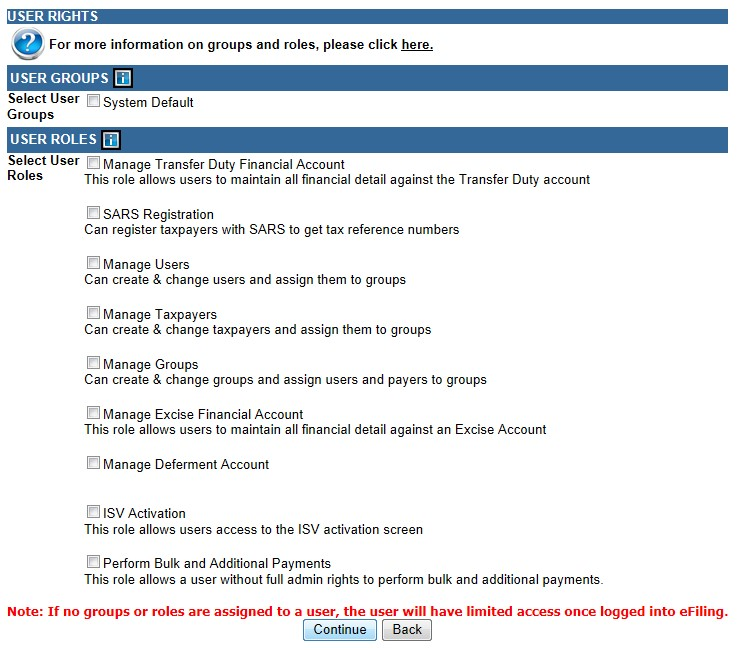 USER RIGHTS
For more information on groups and roles, please click here.
USER GROUPS
Select User Groups
System Default
USER ROLES
Select User Roles
Manage Transfer Duty Financial Account
This role allows users to maintain all financial detail against the Transfer Duty account
SARS Registration
Can register taxpayers with SARS to get tax reference numbers
Manage Users
Can create & change users and assign them to groups
Manage Taxpayers
Can create & change taxpayers and assign them to groups
Manage Groups
Can create & change groups and assign users and payers to groups
Manage Excise Financial Account
This role allows users to maintain all financial detail against an Excise Account
Manage Deferment Account
ISV Activation
This role allows users access to the ISV activation screen
Perform Bulk and Additional Payments
This role allows a user without full admin rights to perform bulk and additional payments.
Note: If no groups or roles are assigned to a user, the user will have limited access once logged into eFiling.
Continue Back